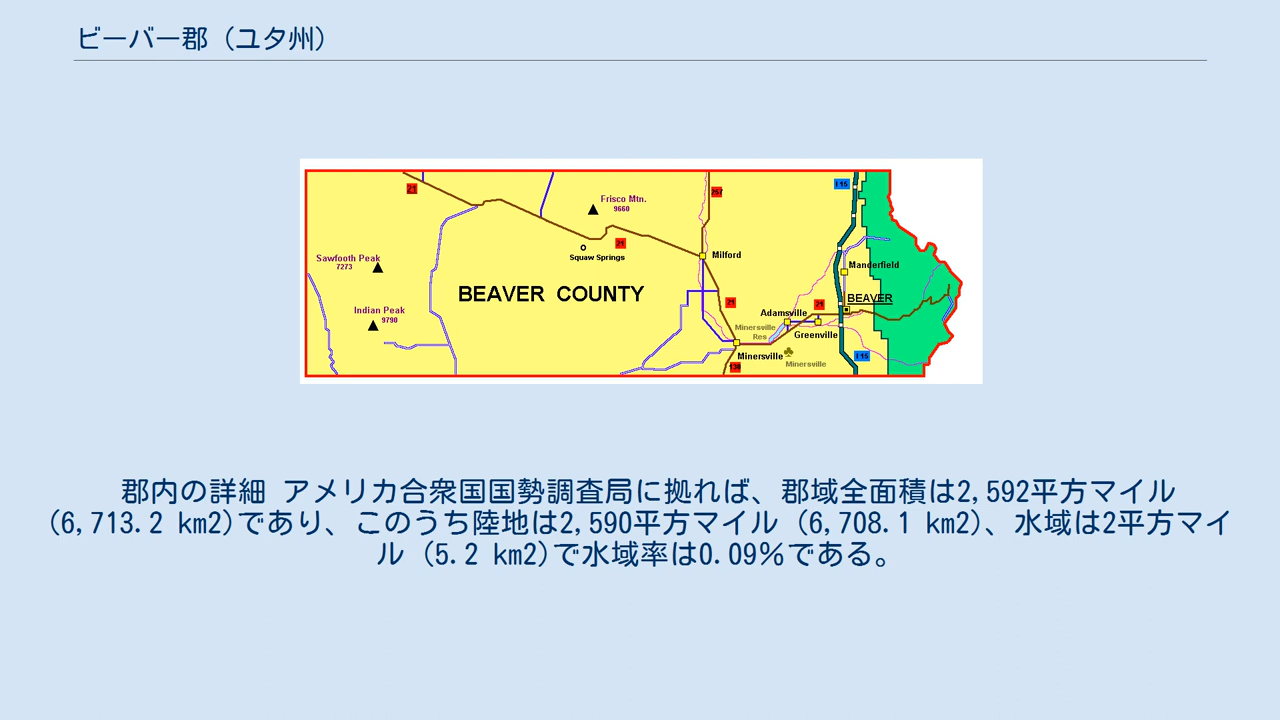 ビーバー郡 (ユタ州)
21
Frisco Mtn.
9660
257
I 15
21
Squaw Springs
Milford
Sawtooth Peak
7273
Manderfield
BEAVER COUNTY
21
21
BEAVER
Indian Peak
9790
Adamsville
Minersville
Res
Greenville
Minersville
I 15
Minersville
130
郡内の詳細 アメリカ合衆国国勢調査局に拠れば、郡域全面積は2,592平方マイル
(6,713.2 km2)であり、このうち陸地は2,590平方マイル (6,708.1 km2)、水域は2平方マイ
ル (5.2 km2)で水域率は0.09%である。